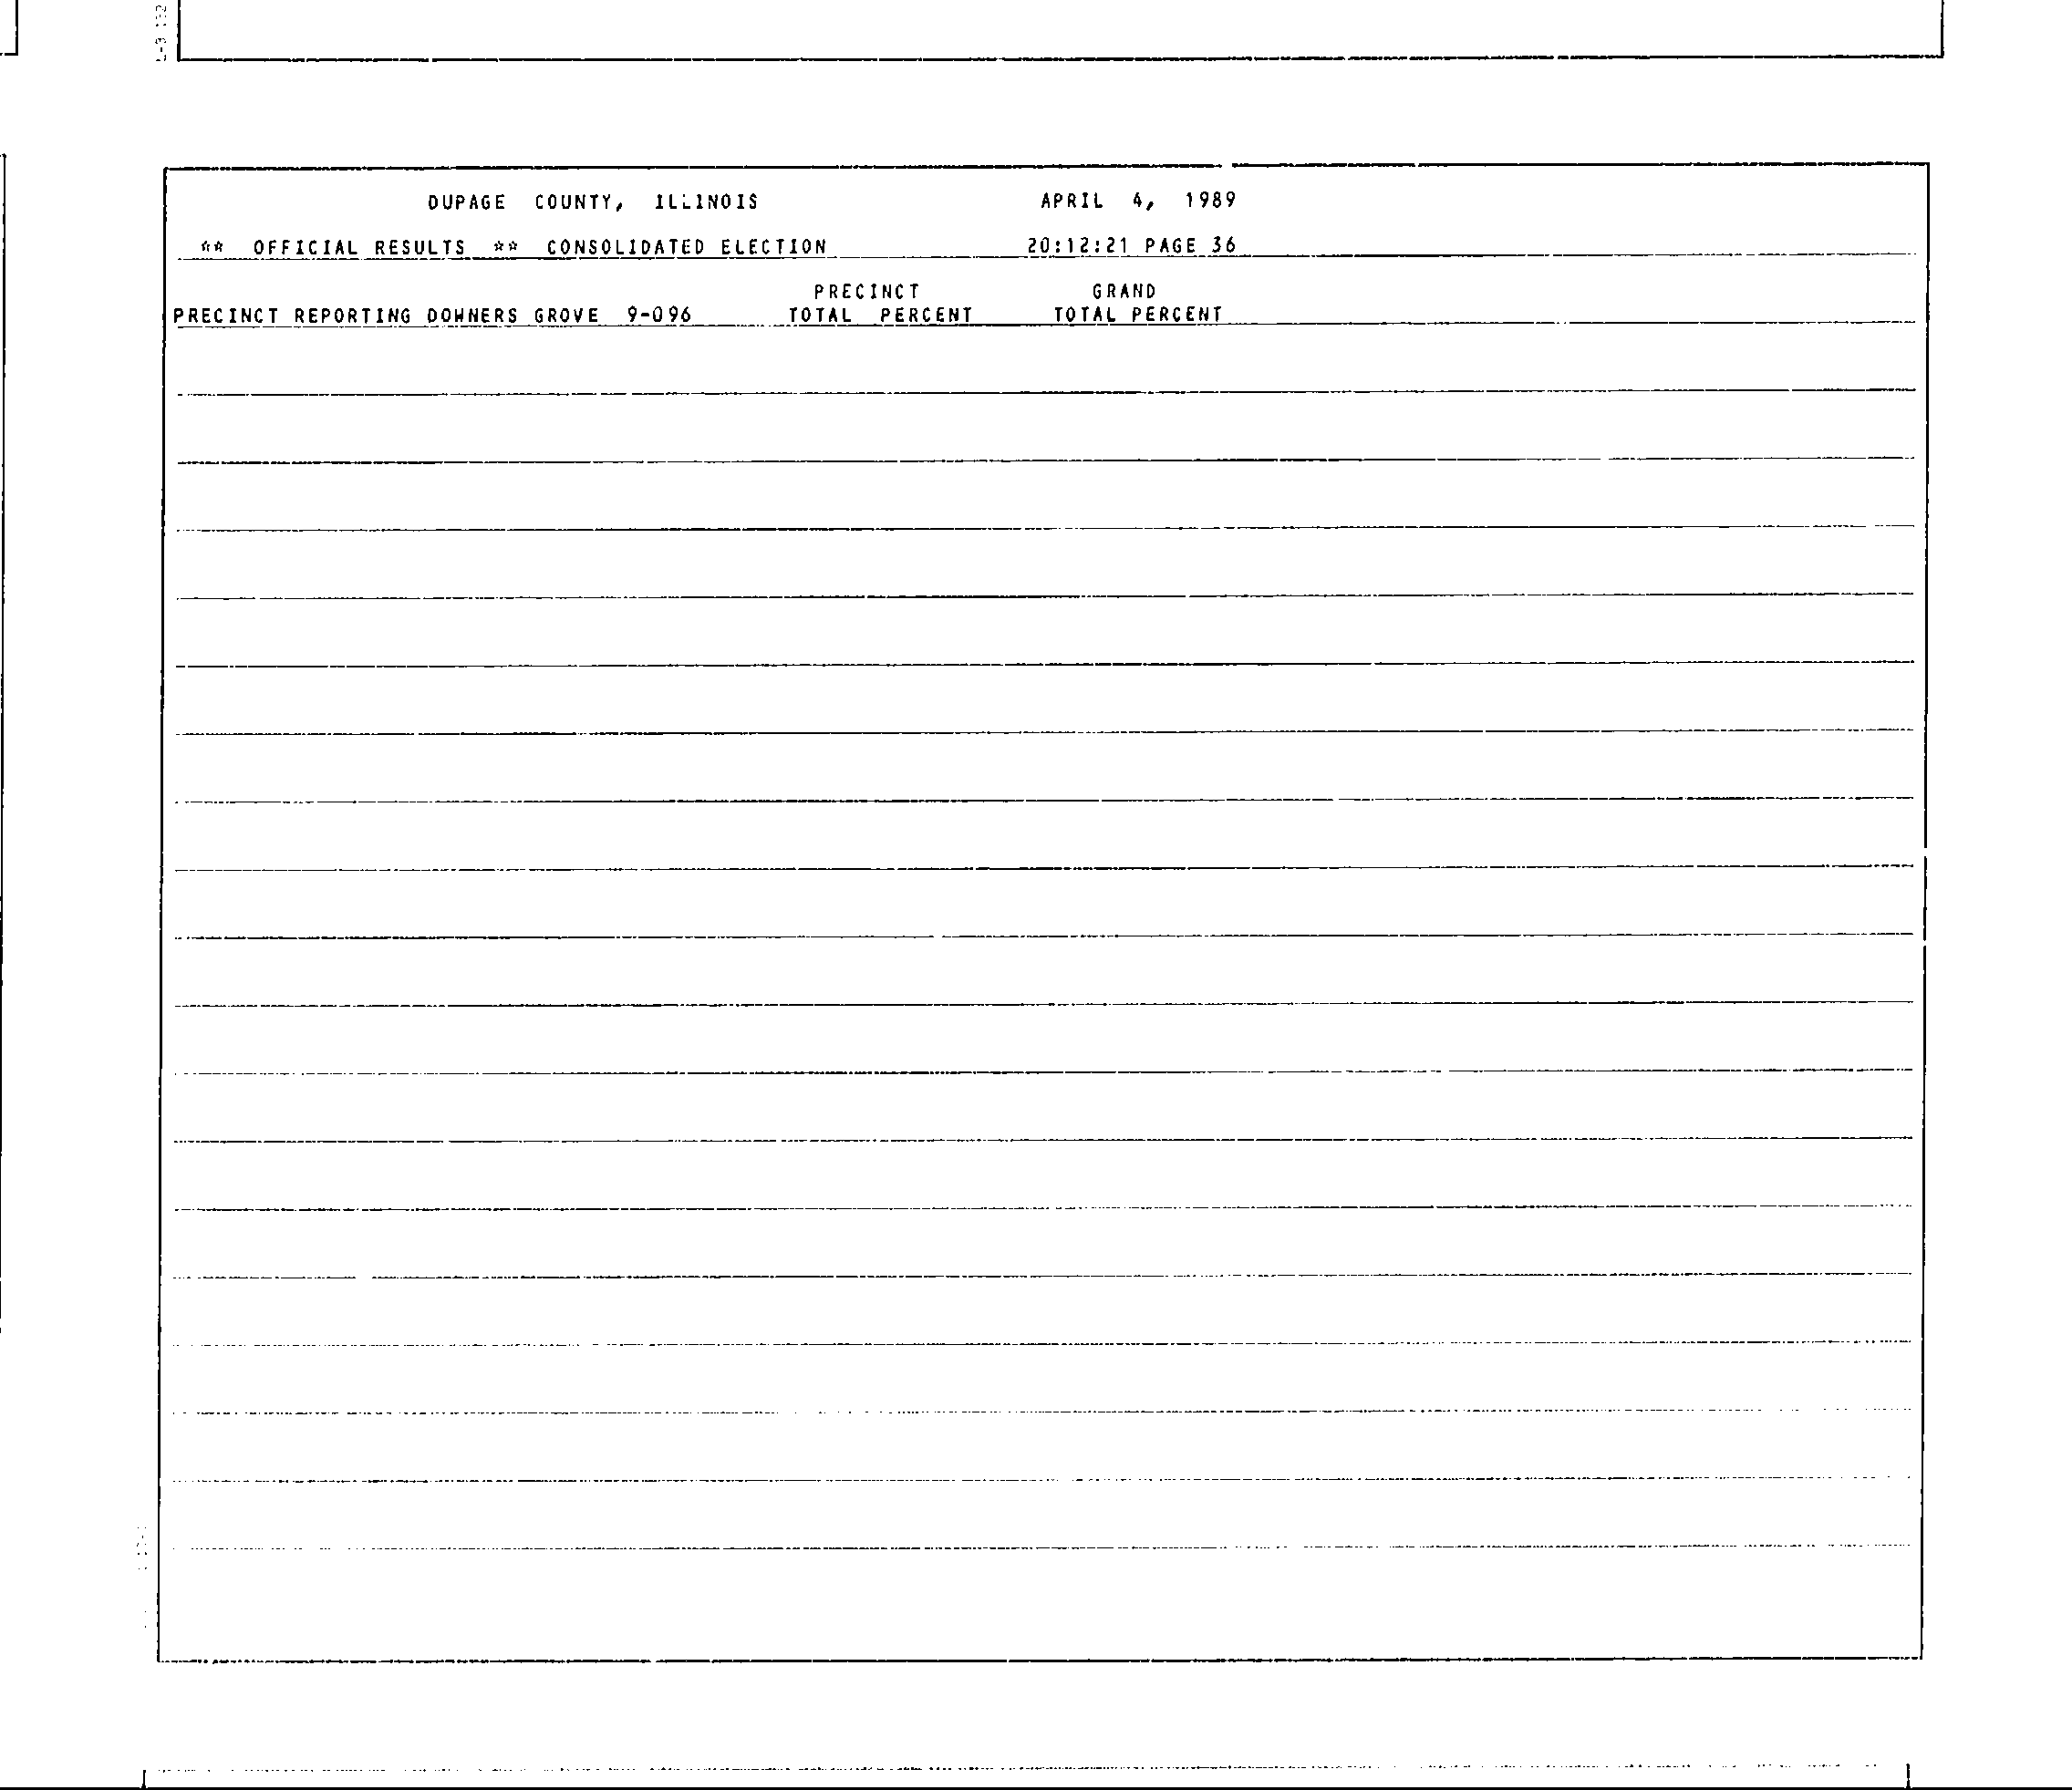 DUPAGE COUNTY, ILLINOIS APRIL 4, 1989
** OFFICIAL RESULTS ** CONSOLIDATED ELECTION 20:12:21 PAGE 36
PRECINCT GRAND
PRECINCT REPORTING DOWNERS GROVE 9-096 TOTAL PERCENT TOTAL PERCENT